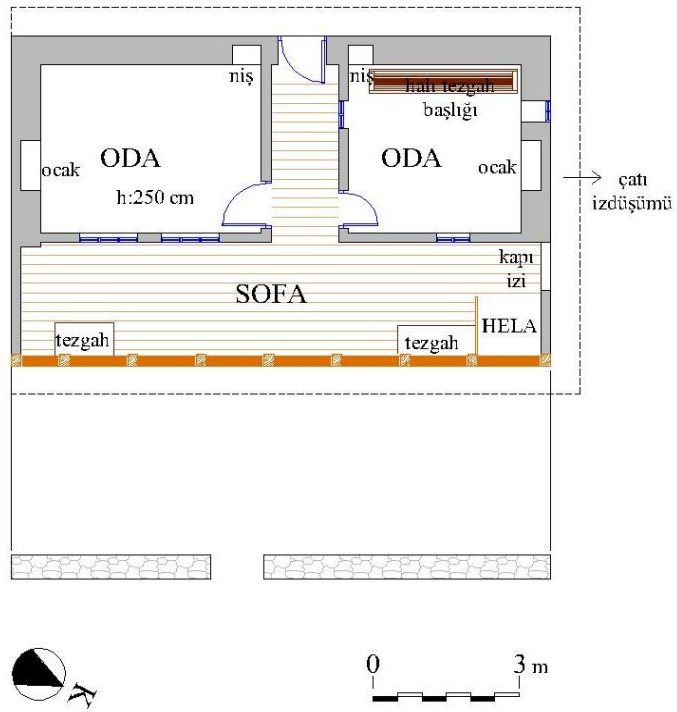 niş
niş
halı tezgah
başlığı
ODA
ODA
ocak
ocak
h:250 cm
çatı
izdüşümü
kapı
izi
SOFA
HELA
tezgah
tezgah
K
0
3 m